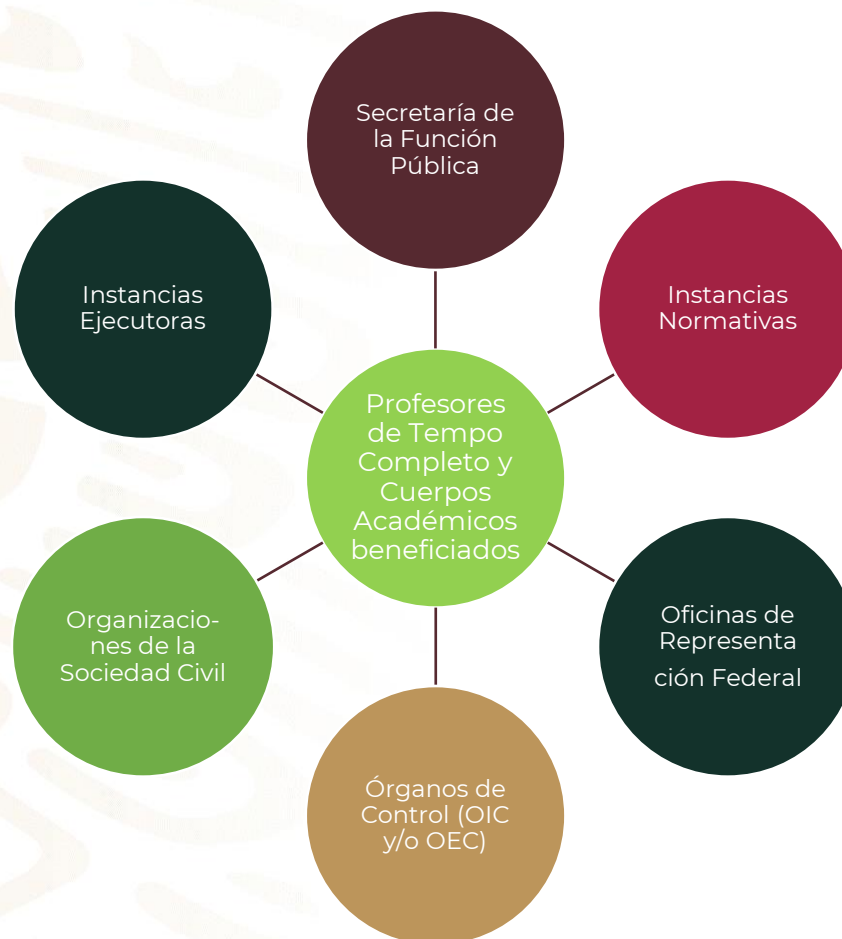 Secretaría de
la Función
Pública
Instancias
Ejecutoras
Instancias
Normativas
Profesores
de Tempo
Completo y
Cuerpos
Académicos
beneficiados
Organizacio-
nes de la
Sociedad Civil
Oficinas de
Representa
ción Federal
Órganos de
Control (OIC
y/o OEC)